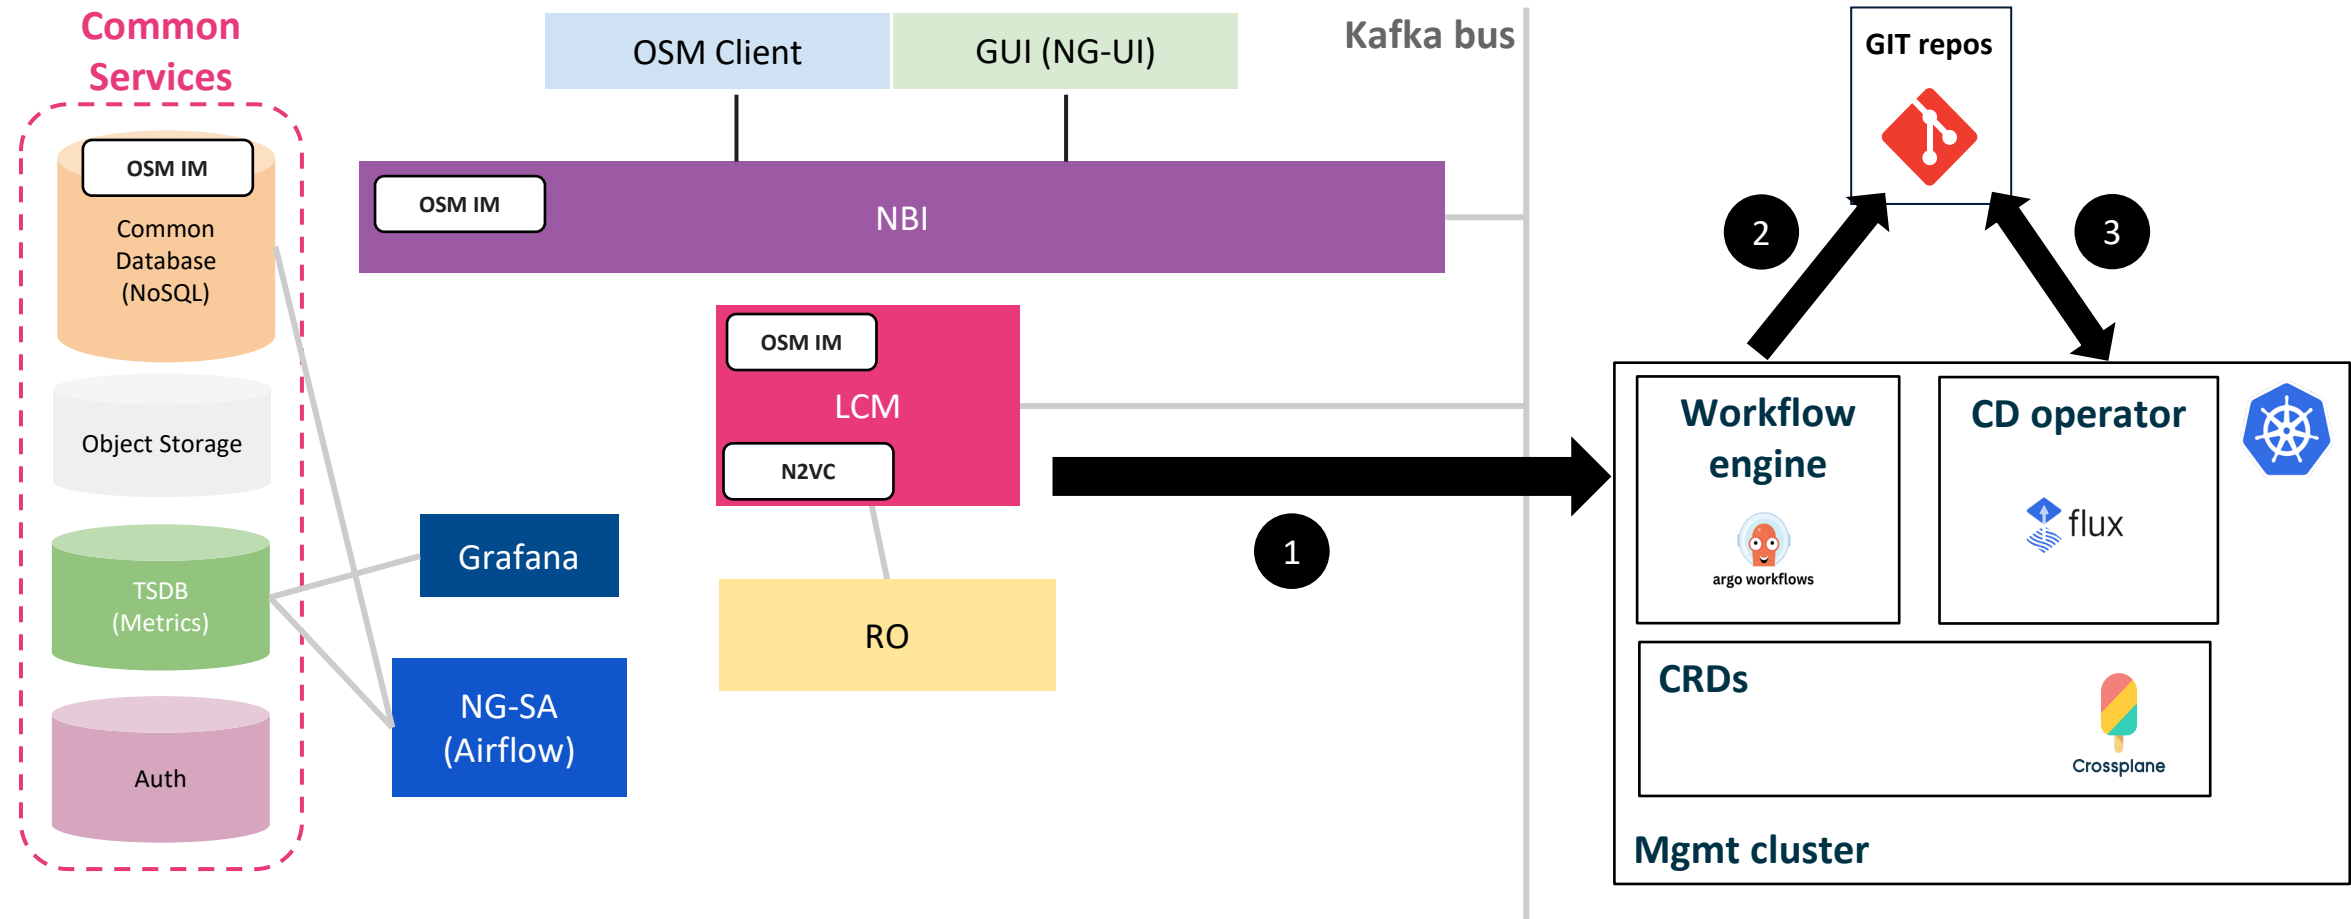 Common
Services
OSM IM
Common
Database
(NoSQL)
Object Storage
TSDB
(Metrics)
Auth
OSM Client
GUI (NG-UI)
Kafka bus
OSM IM
NBI
OSM IM
LCM
N2VC
1
Grafana
RO
NG-SA
(Airflow)
GIT repos
2
3
Workflow
engine
argo workflows
CD operator
flux
CRDs
Crossplane
Mgmt cluster